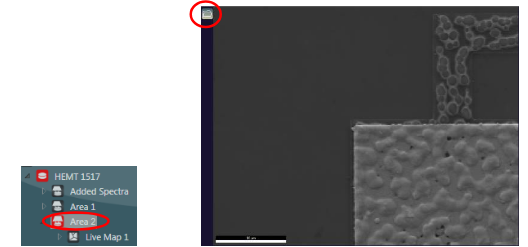 HEMT 1517
Added Spectra
Area 1
Area 2
Live Map 1